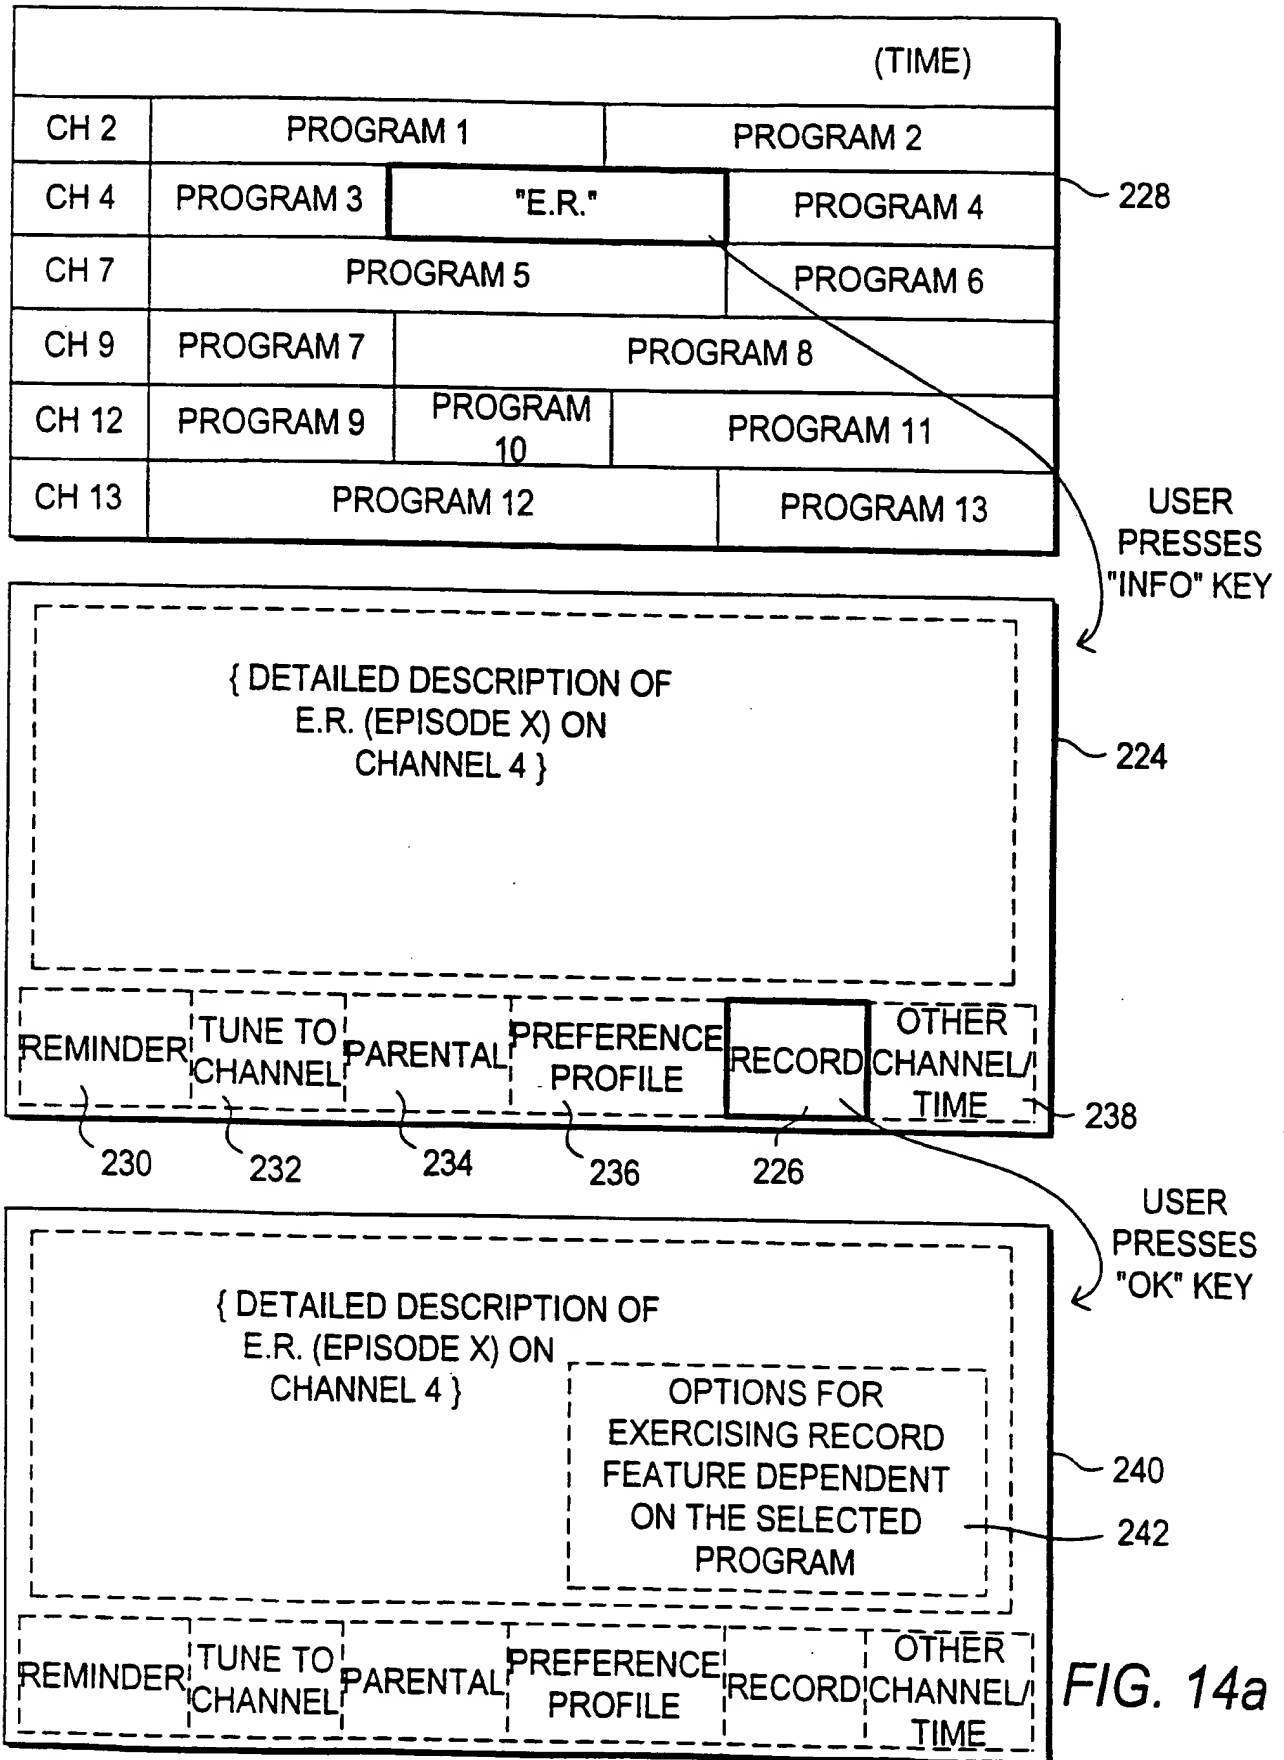 (TIME)
CH 2 PROGRAM 1 PROGRAM 2
CH 4 PROGRAM 3 "E.R." PROGRAM 4
228
CH 7 PROGRAM 5 PROGRAM 6
CH 9 PROGRAM 7 PROGRAM 8
CH 12 PROGRAM 9 PROGRAM 11
PROGRAM
10
CH 13 PROGRAM 12 PROGRAM 13
USER
PRESSES
"INFO" KEY
{ DETAILED DESCRIPTION OF
E.R. (EPISODE X) ON
CHANNEL 4 }
224
REMINDER
TUNE TO
CHANNEL
PARENTAL
PREFERENCE
PROFILE
RECORD
OTHER
CHANNEL/
TIME
238
230
232
234
236
226
USER
PRESSES
"OK" KEY
{ DETAILED DESCRIPTION OF
E.R. (EPISODE X) ON
CHANNEL 4 }
OPTIONS FOR
EXERCISING RECORD
FEATURE DEPENDENT
ON THE SELECTED
PROGRAM
240
242
REMINDER
TUNE TO
CHANNEL
PARENTAL
PREFERENCE
PROFILE
RECORD
OTHER
CHANNEL/
TIME
FIG. 14a